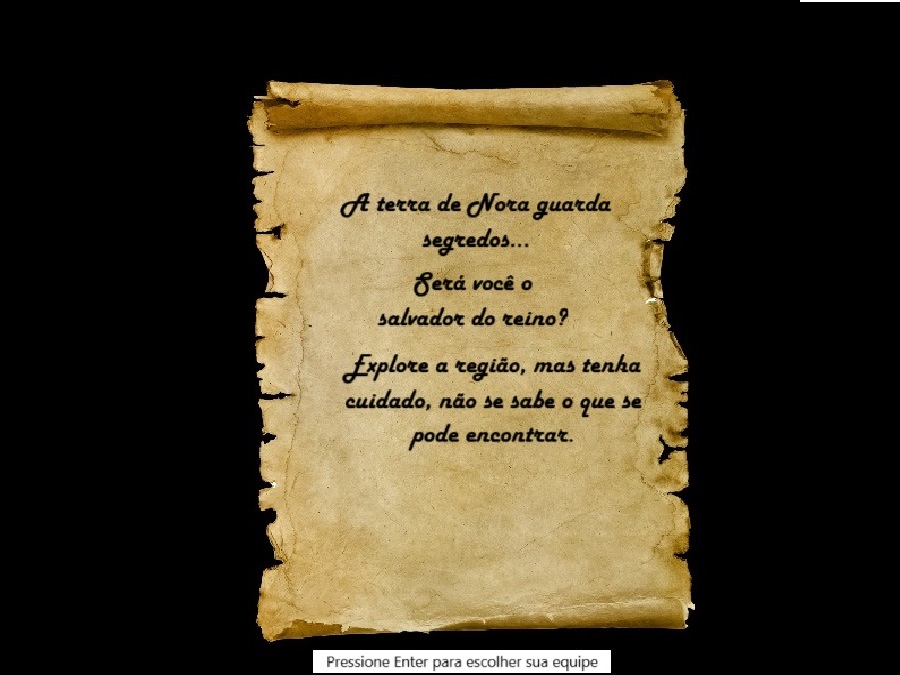 A terra de Nora guarda
segredos...
Será você o
salvador do reino?
Explore a região, mas tenha
cuidado, não se sabe o que se
pode encontrar.
Pressione Enter para escolher sua equipe